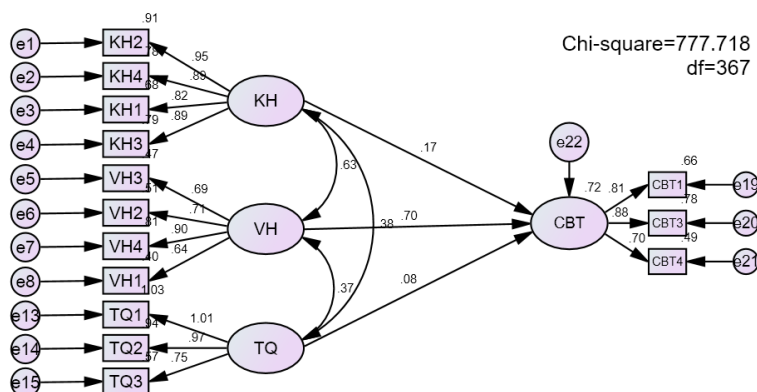 Chi-square=777.718
df=367
.91
e1 KH2 .95
.78
e2 KH4 .89
.68
e3 KH1 .82 KH
.79
e4 KH3 .89
.17
e22
.47
e5 VH3 .69 .63
.51
e6 VH2 .71
.81
e7 VH4 .90 VH .70 .38
.40
e8 VH1 .64
.72 CBT
.81 CBT1 .66 e19
.88 CBT3 .78 e20
.70 CBT4 .49 e21
1.03
e13 TQ1 1.01 .37 .08
.94
e14 TQ2 .97 TQ
.57
e15 TQ3 .75